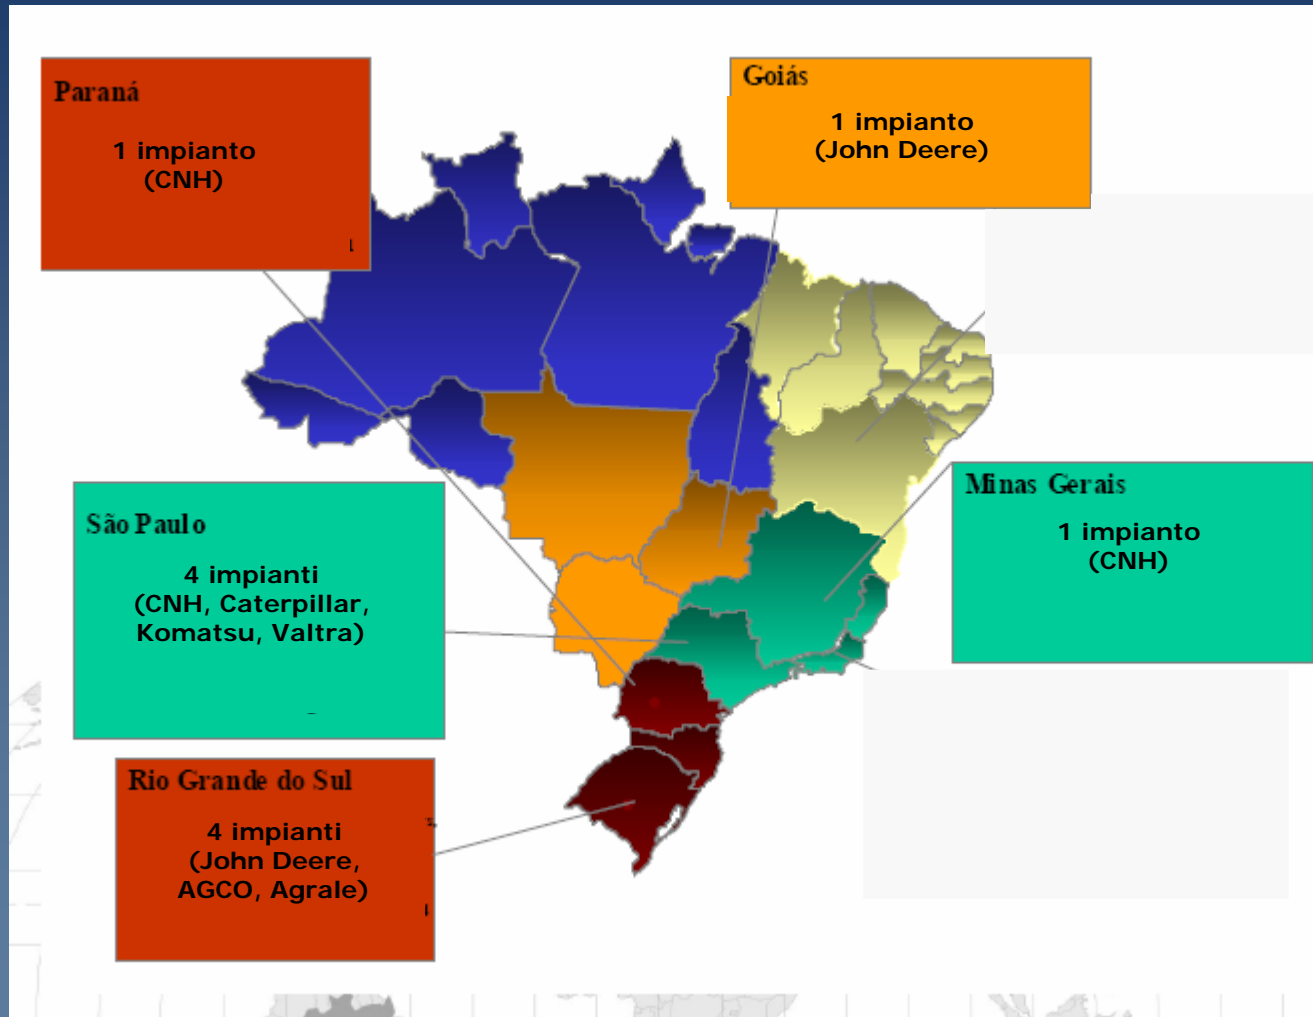 Paraná
1 impianto
(CNH)
Goiás
1 impianto
(John Deere)
São Paulo
4 impianti
(CNH, Caterpillar,
Komatsu, Valtra)
Minas Gerais
1 impianto
(CNH)
Rio Grande do Sul
4 impianti
(John Deere,
AGCO, Agrale)